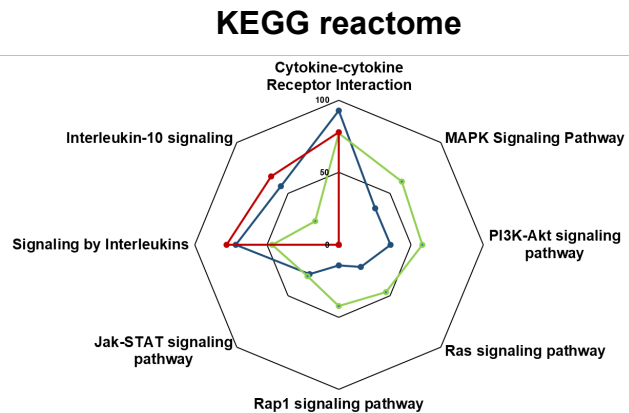 KEGG reactome
Cytokine-cytokine
Receptor Interaction
100
Interleukin-10 signaling
MAPK Signaling Pathway
50
Signaling by Interleukins
0
PI3K-Akt signaling
pathway
Jak-STAT signaling
pathway
Ras signaling pathway
Rap1 signaling pathway